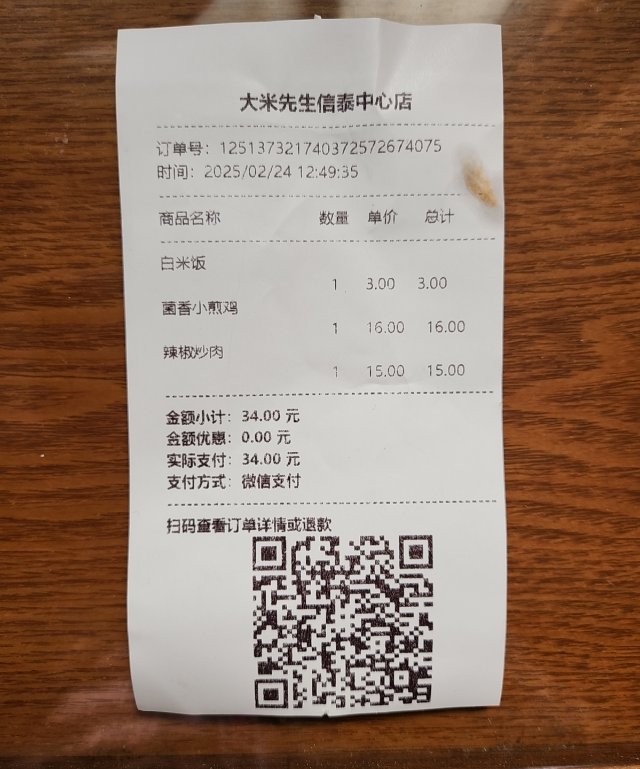 大米先生信泰中心店
订单号：125137321740372572674075
时间：2025/02/24 12:49:35
商品名称 数量 单价 总计
白米饭
1 3.00 3.00
菌香小煎鸡
1 16.00 16.00
辣椒炒肉
1 15.00 15.00
金额小计：34.00 元
金额优惠：0.00 元
实际支付：34.00 元
支付方式：微信支付
扫码查看订单详情或退款